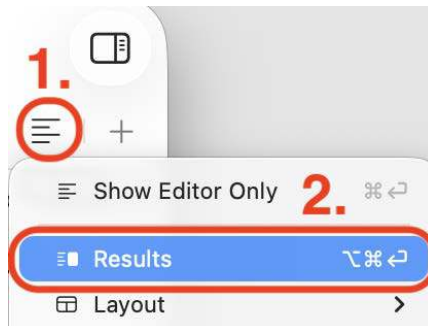 1.
Show Editor Only 2. ⌘↩
Results ⌥⌘↩
Layout